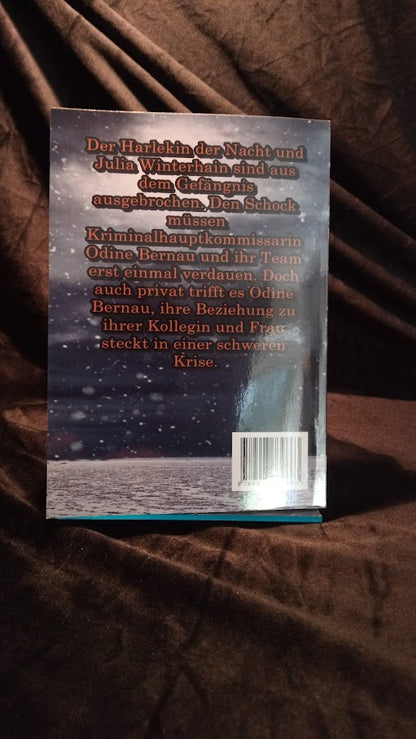 Der Harlekin der Nacht und
Julia Winterhain sind aus
dem Gefängnis
ausgebrochen. Den Schock
müssen
Kriminalhauptkommissarin
Odine Bernau und ihr Team
erst einmal verdauen. Doch
auch privat trifft es Odine
Bernau, ihre Beziehung zu
ihrer Kollegin und Frau
steckt in einer schweren
Krise.